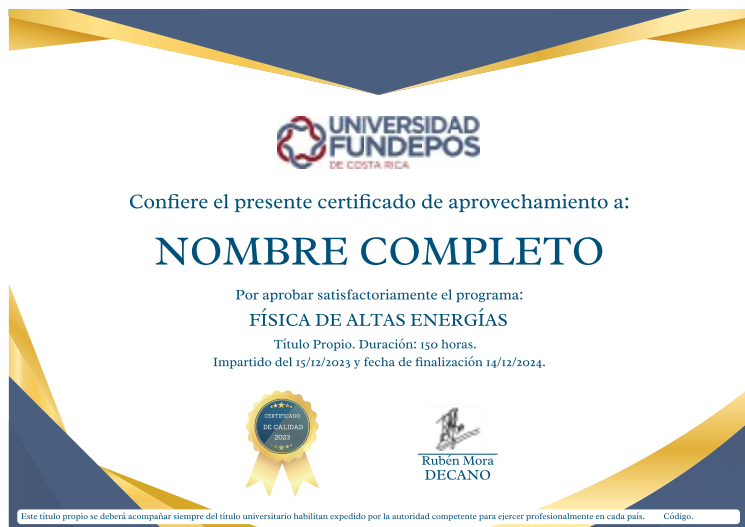 UNIVERSIDAD
FUNDEPOS
DE COSTA RICA
Confiere el presente certificado de aprovechamiento a:
NOMBRE COMPLETO
Por aprobar satisfactoriamente el programa:
FÍSICA DE ALTAS ENERGÍAS
Título Propio. Duración: 150 horas.
Impartido del 15/12/2023 y fecha de finalización 14/12/2024.
CERTIFICADO
DE CALIDAD
2023
Rubén Mora
DECANO
Este título propio se deberá acompañar siempre del título universitario habilitan expedido por la autoridad competente para ejercer profesionalmente en cada país. Código.